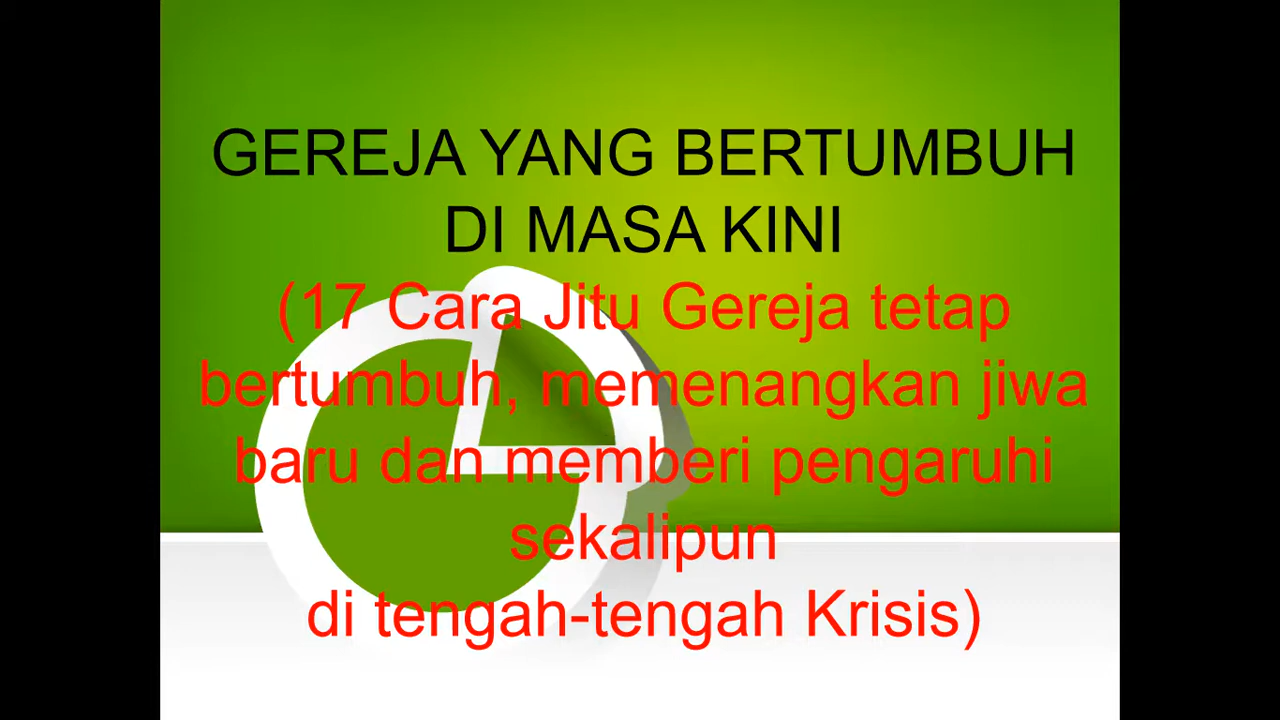 GEREJA YANG BERTUMBUH
DI MASA KINI
(17 Cara Jitu Gereja tetap
bertumbuh, memenangkan jiwa
baru dan memberi pengaruhi
sekalipun
di tengah-tengah Krisis)